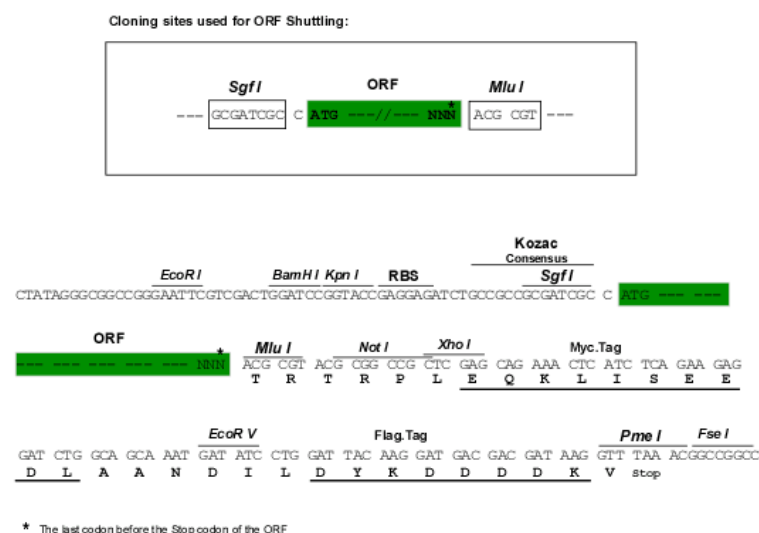 Cloning sites used for ORF Shuttling:
Sgf I ORF Mlu I
--- GCGATCGC C ATG ---//--- NNN* ACG CGT ---
Kozac
Consensus
EcoR I BamH I Kpn I RBS Sgf I
CTATAGGGCGGCCGGGAATTCGTCGACTGGATCCGGTACCGAGGAGATCTGCCGCCGCGATCGC C ATG --- ---
ORF
Mlu I Not I Xho I Myc.Tag
--- --- --- --- --- --- NNN* ACG CGT ACG CGG CCG CTC GAG CAG AAA CTC ATC TCA GAA GAG
T R T R P L E Q K L I S E E
EcoR V Flag.Tag Pme I Fse I
GAT CTG GCA GCA AAT GAT ATC CTG GAT TAC AAG GAT GAC GAC GAT AAG GTT TAA ACGGCCGGCC
D L A A N D I L D Y K D D D D K V Stop
* The last codon before the Stop codon of the ORF